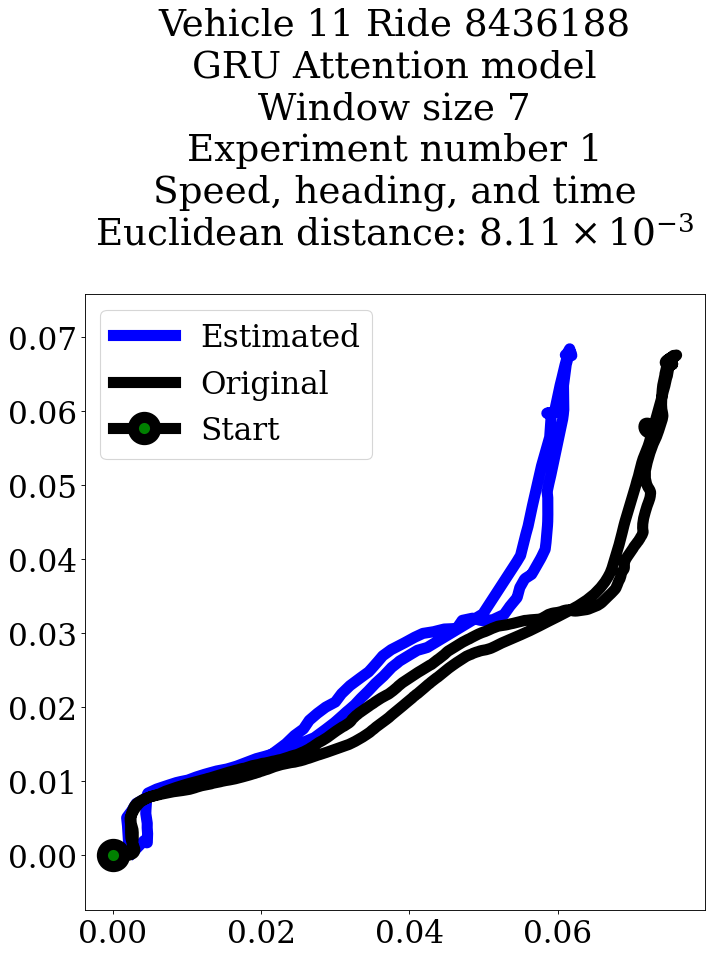 Vehicle 11 Ride 8436188
GRU Attention model
Window size 7
Experiment number 1
Speed, heading, and time
Euclidean distance: 8.11 × 10⁻³
Estimated
Original
Start
0.07
0.06
0.05
0.04
0.03
0.02
0.01
0.00
0.00 0.02 0.04 0.06